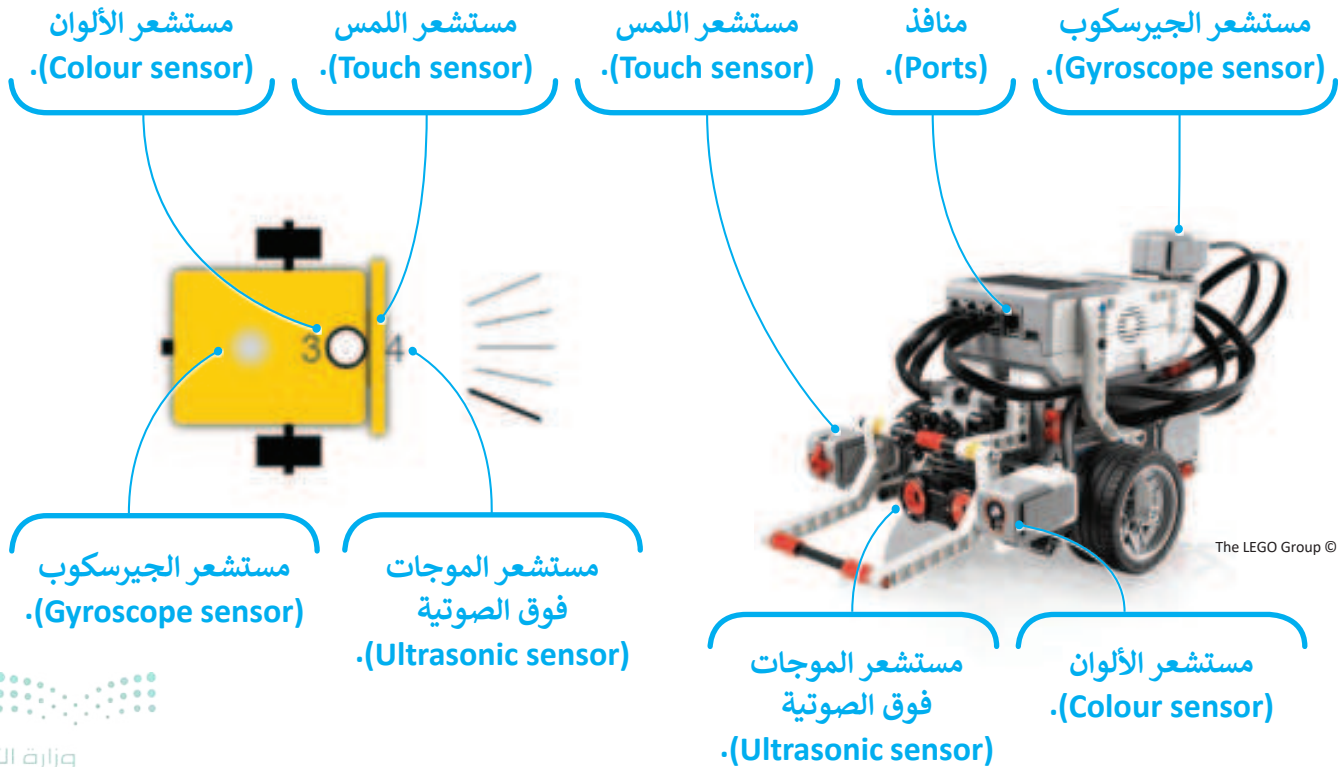 مستشعر الجيرسكوب
(Gyroscope sensor).
منافذ
(Ports).
مستشعر اللمس
(Touch sensor).
مستشعر اللمس
(Touch sensor).
مستشعر الألوان
(Colour sensor).
3
4
The LEGO Group ©
مستشعر الألوان
(Colour sensor).
مستشعر الموجات
فوق الصوتية
(Ultrasonic sensor).
مستشعر الموجات
فوق الصوتية
(Ultrasonic sensor).
مستشعر الجيرسكوب
(Gyroscope sensor).
وزارة